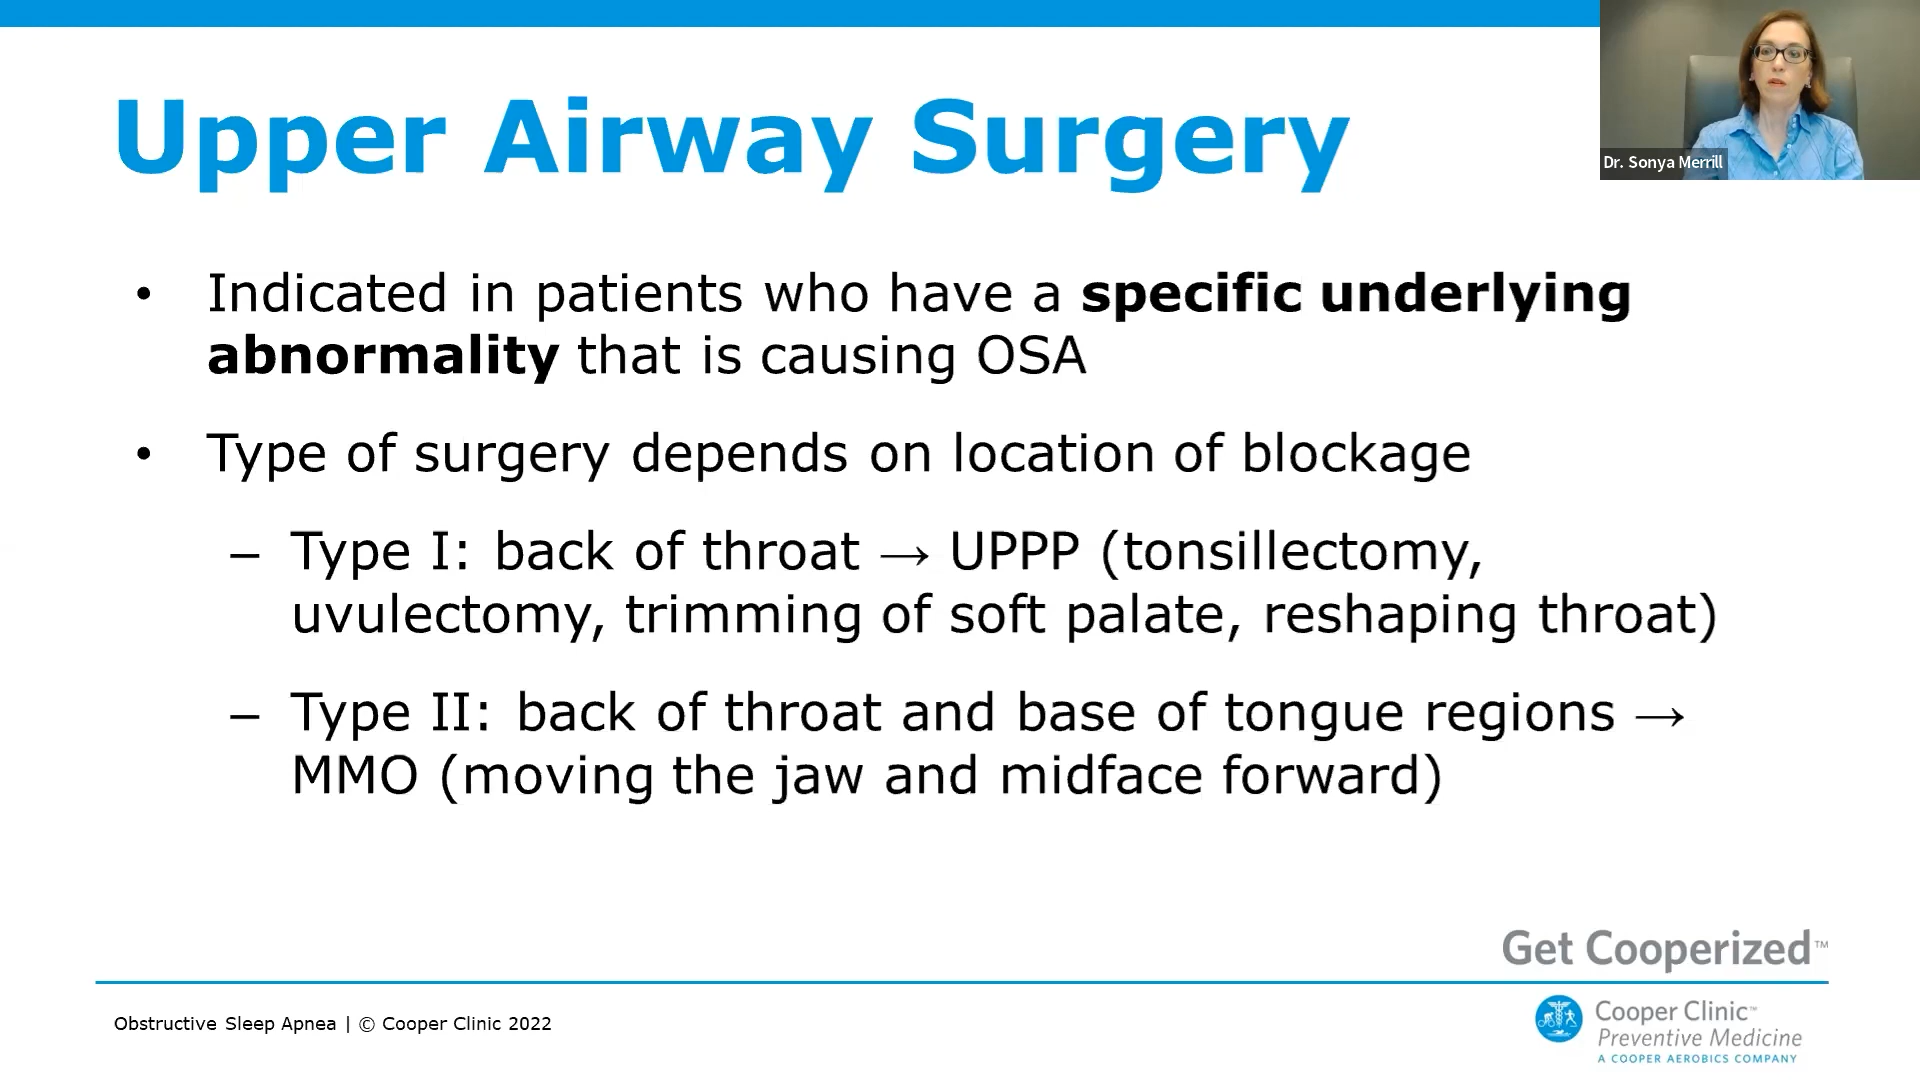 Upper Airway Surgery
Dr. Sonya Merrill
• Indicated in patients who have a specific underlying
abnormality that is causing OSA
• Type of surgery depends on location of blockage
– Type I: back of throat → UPPP (tonsillectomy,
uvulectomy, trimming of soft palate, reshaping throat)
– Type II: back of throat and base of tongue regions →
MMO (moving the jaw and midface forward)
Get Cooperized™
Obstructive Sleep Apnea | © Cooper Clinic 2022
Cooper Clinic™
Preventive Medicine
A COOPER AEROBICS COMPANY